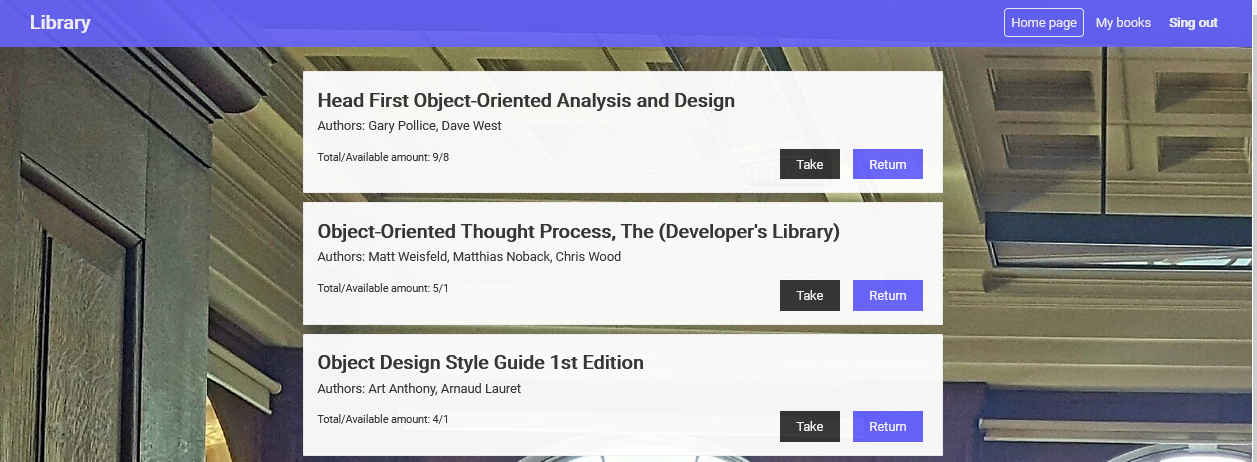 Library
Home page
My books
Sing out
Head First Object-Oriented Analysis and Design
Authors: Gary Pollice, Dave West
Total/Available amount: 9/8
Take
Return
Object-Oriented Thought Process, The (Developer's Library)
Authors: Matt Weisfeld, Matthias Noback, Chris Wood
Total/Available amount: 5/1
Take
Return
Object Design Style Guide 1st Edition
Authors: Art Anthony, Arnaud Lauret
Total/Available amount: 4/1
Take
Return